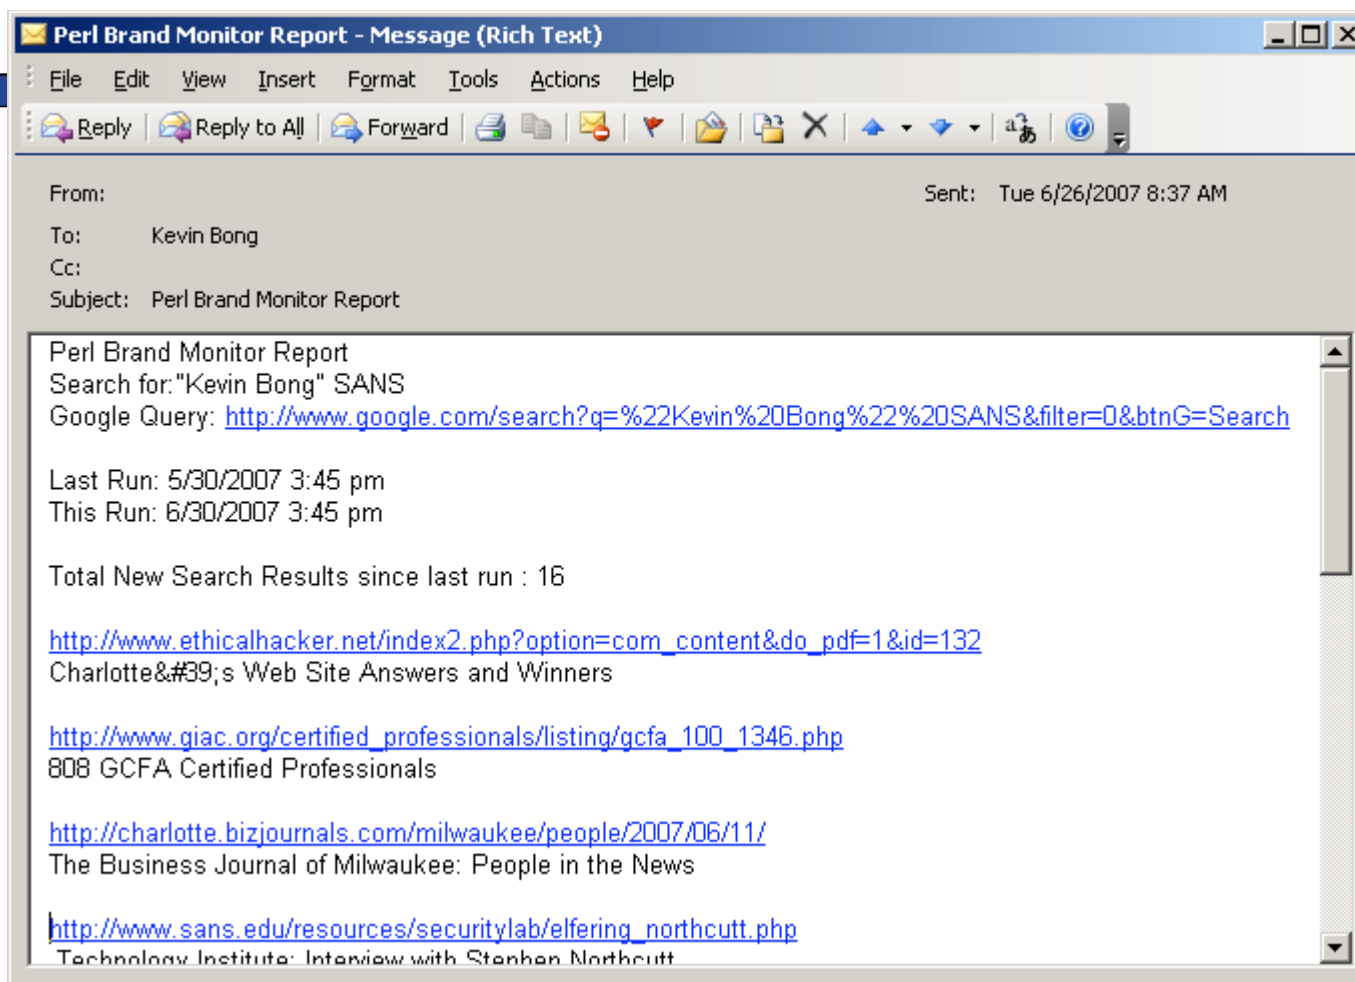 Perl Brand Monitor Report - Message (Rich Text)
File Edit View Insert Format Tools Actions Help
Reply Reply to All Forward
From:
Sent: Tue 6/26/2007 8:37 AM
To: Kevin Bong
Cc:
Subject: Perl Brand Monitor Report
Perl Brand Monitor Report
Search for:"Kevin Bong" SANS
Google Query: http://www.google.com/search?q=%22Kevin%20Bong%22%20SANS&filter=0&btnG=Search
Last Run: 5/30/2007 3:45 pm
This Run: 6/30/2007 3:45 pm
Total New Search Results since last run : 16
http://www.ethicalhacker.net/index2.php?option=com_content&do_pdf=1&id=132
Charlotte&#39;s Web Site Answers and Winners
http://www.giac.org/certified_professionals/listing/gcfa_100_1346.php
808 GCFA Certified Professionals
http://charlotte.bizjournals.com/milwaukee/people/2007/06/11/
The Business Journal of Milwaukee: People in the News
http://www.sans.edu/resources/securitylab/elfering_northcutt.php
Technology Institute: Interview with Stephen Northcutt